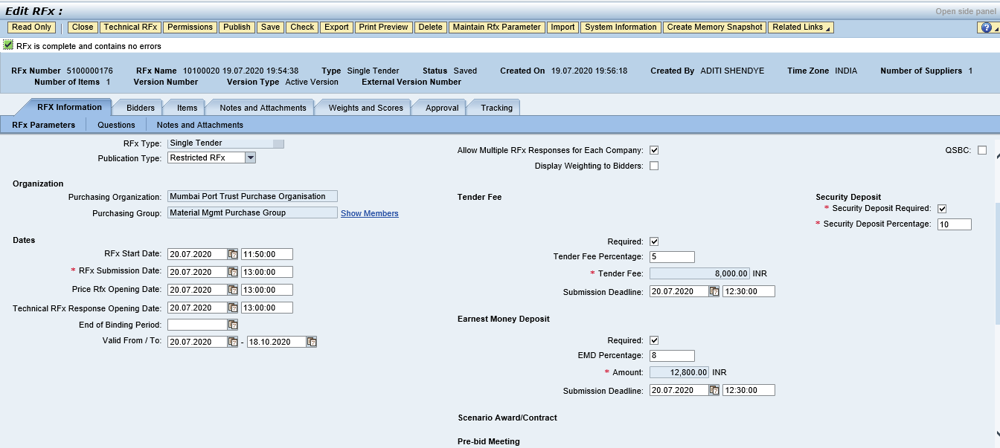 Edit RFx :
Open side panel
Read Only Close Technical RFx Permissions Publish Save Check Export Print Preview Delete Maintain Rfx Parameter Import System Information Create Memory Snapshot Related Links
RFx is complete and contains no errors
RFx Number 5100000176 RFx Name 10100020 19.07.2020 19:54:38 Type Single Tender Status Saved Created On 19.07.2020 19:56:18 Created By ADITI SHENDYE Time Zone INDIA Number of Suppliers 1
Number of Items 1 Version Number Version Type Active Version External Version Number
RFX Information Bidders Items Notes and Attachments Weights and Scores Approval Tracking
RFx Parameters Questions Notes and Attachments
RFx Type: Single Tender
Publication Type: Restricted RFx
Organization
Purchasing Organization: Mumbai Port Trust Purchase Organisation
Purchasing Group: Material Mgmt Purchase Group Show Members
Dates
RFx Start Date: 20.07.2020 11:50:00
* RFx Submission Date: 20.07.2020 13:00:00
Price Rfx Opening Date: 20.07.2020 13:00:00
Technical RFx Response Opening Date: 20.07.2020 13:00:00
End of Binding Period:
Valid From / To: 20.07.2020 - 18.10.2020
Allow Multiple RFx Responses for Each Company:
Display Weighting to Bidders:
Tender Fee
Required:
Tender Fee Percentage: 5
* Tender Fee: 8,000.00 INR
Submission Deadline: 20.07.2020 12:30:00
Earnest Money Deposit
Required:
EMD Percentage: 8
* Amount: 12,800.00 INR
Submission Deadline: 20.07.2020 12:30:00
Scenario Award/Contract
Pre-bid Meeting
QSBC:
Security Deposit
* Security Deposit Required:
* Security Deposit Percentage: 10